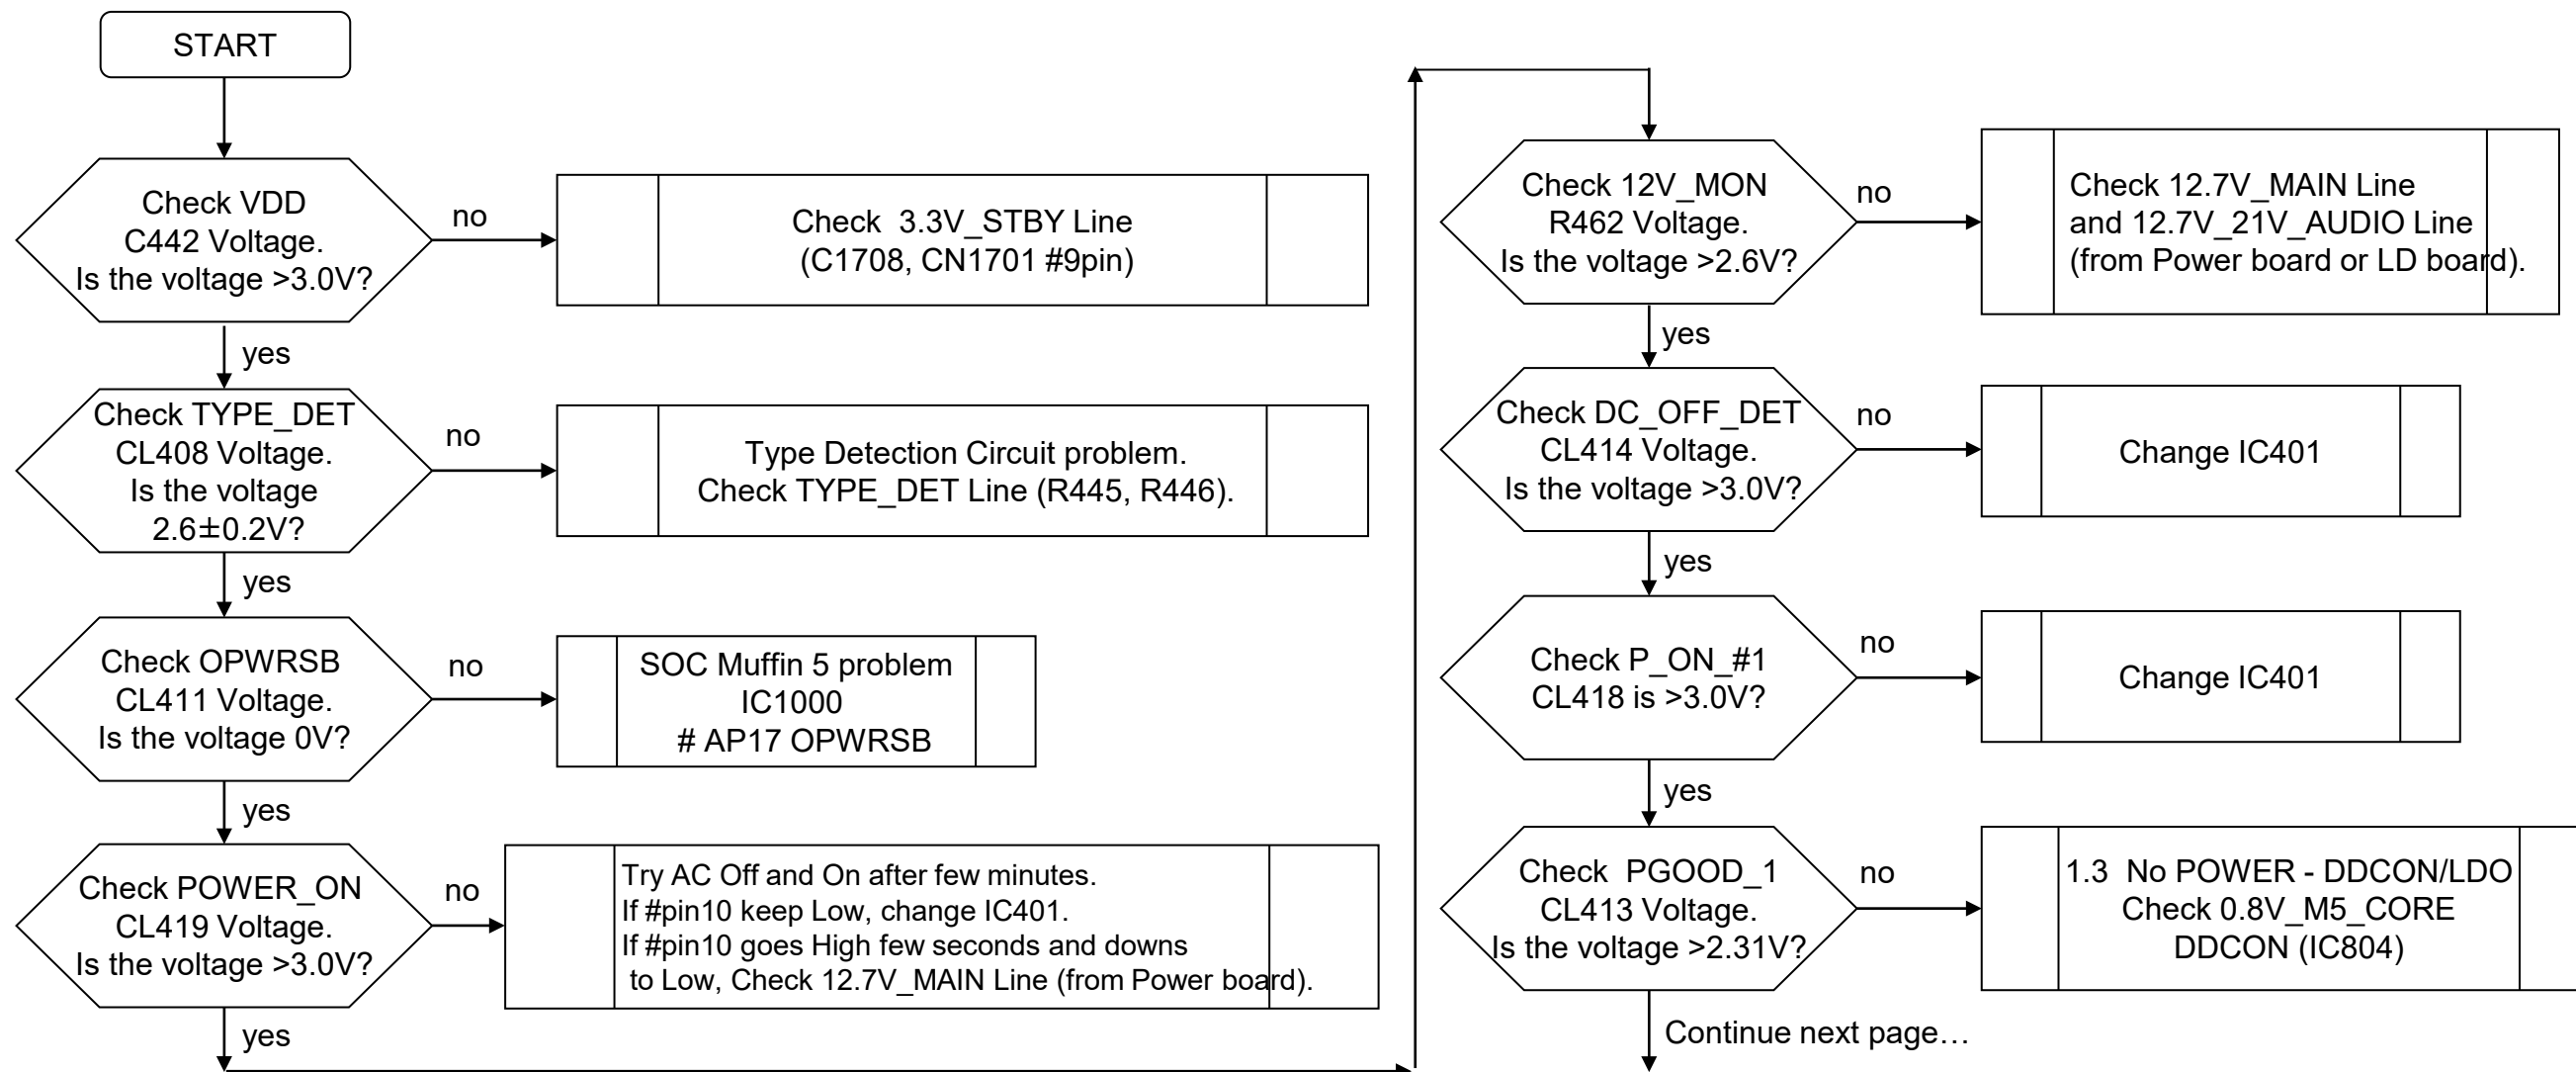 START
Check VDD
C442 Voltage.
Is the voltage >3.0V?
no
Check 3.3V_STBY Line
(C1708, CN1701 #9pin)
yes
Check TYPE_DET
CL408 Voltage.
Is the voltage
2.6±0.2V?
no
Type Detection Circuit problem.
Check TYPE_DET Line (R445, R446).
yes
Check OPWRSB
CL411 Voltage.
Is the voltage 0V?
no
SOC Muffin 5 problem
IC1000
# AP17 OPWRSB
yes
Check POWER_ON
CL419 Voltage.
Is the voltage >3.0V?
no
Try AC Off and On after few minutes.
If #pin10 keep Low, change IC401.
If #pin10 goes High few seconds and downs
to Low, Check 12.7V_MAIN Line (from Power board).
yes
Check 12V_MON
R462 Voltage.
Is the voltage >2.6V?
no
Check 12.7V_MAIN Line
and 12.7V_21V_AUDIO Line
(from Power board or LD board).
yes
Check DC_OFF_DET
CL414 Voltage.
Is the voltage >3.0V?
no
Change IC401
yes
Check P_ON_#1
CL418 is >3.0V?
no
Change IC401
yes
Check PGOOD_1
CL413 Voltage.
Is the voltage >2.31V?
no
1.3 No POWER - DDCON/LDO
Check 0.8V_M5_CORE
DDCON (IC804)
Continue next page…